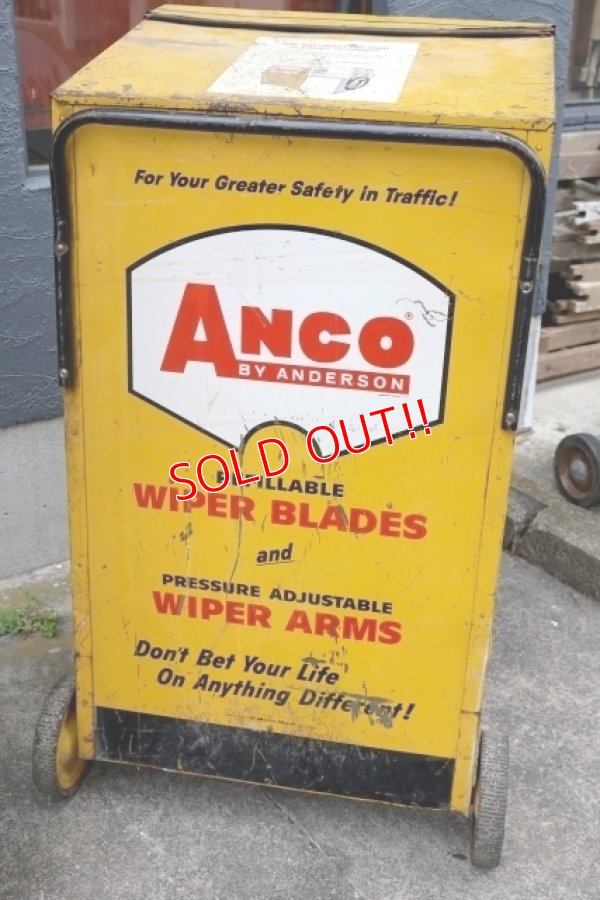 For Your Greater Safety in Traffic!
ANCO®
BY ANDERSON
SOLD OUT!!
REFILLABLE
WIPER BLADES
and
PRESSURE ADJUSTABLE
WIPER ARMS
Don't Bet Your Life
On Anything Different!